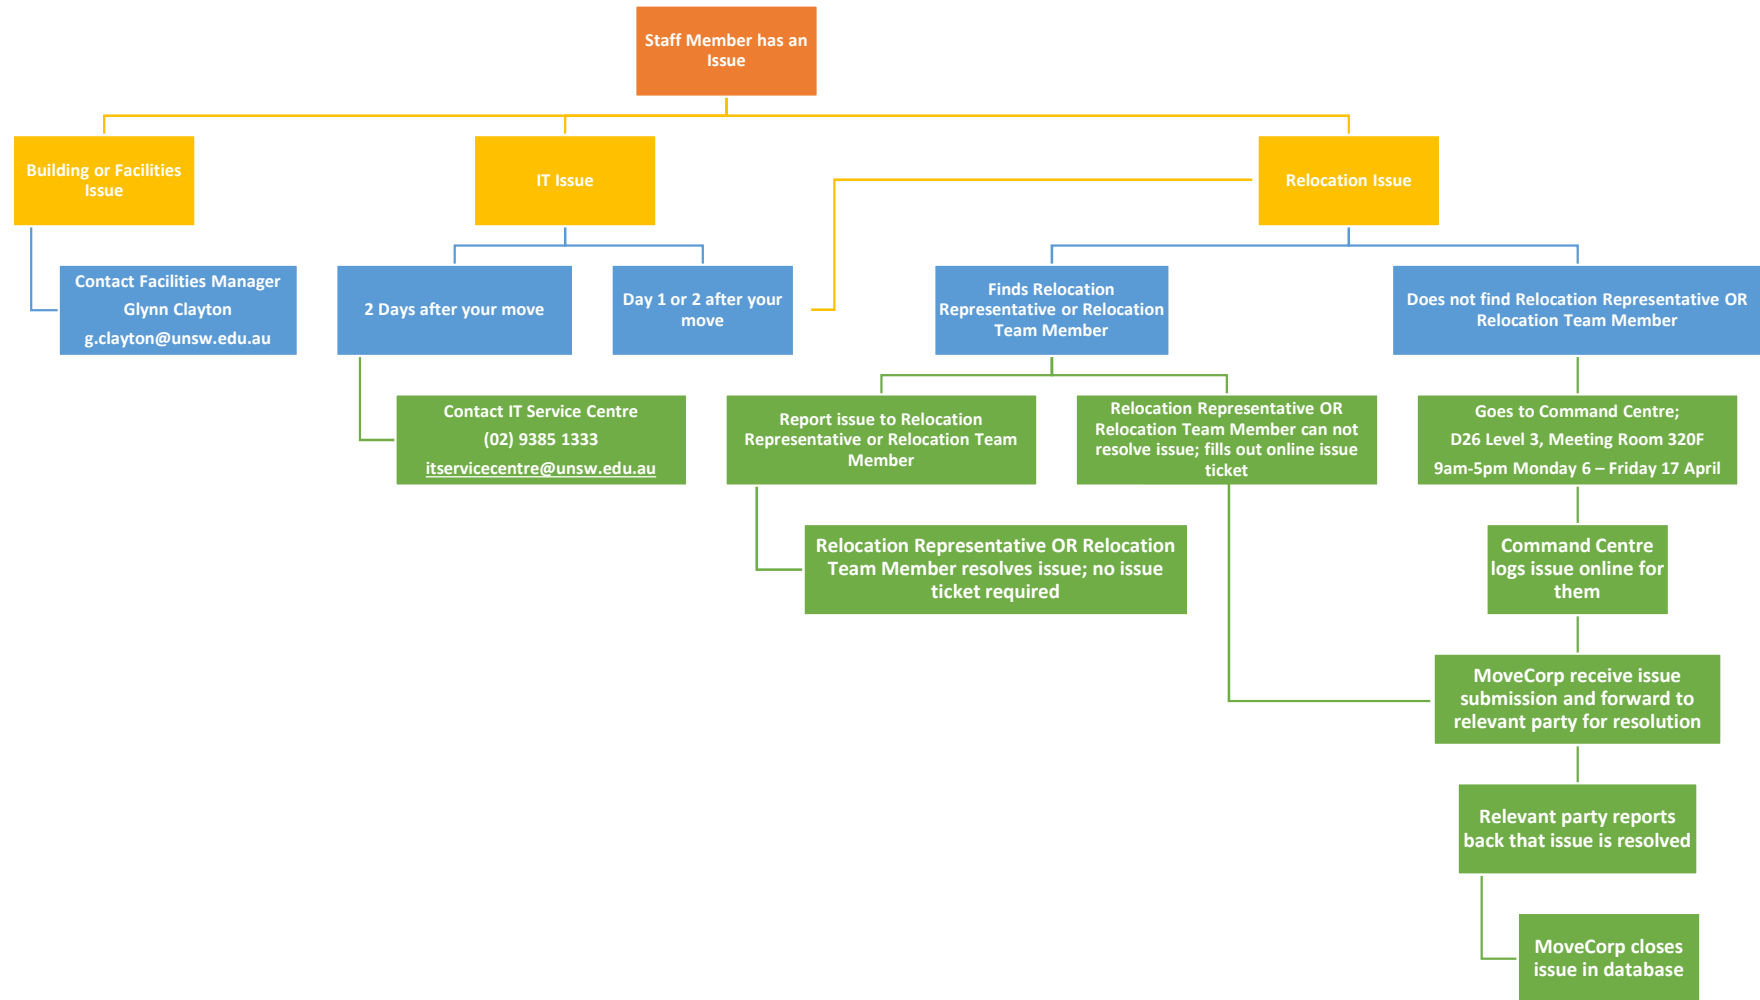 Staff Member has an
Issue
Building or Facilities
Issue
IT Issue
Relocation Issue
Contact Facilities Manager
Glynn Clayton
g.clayton@unsw.edu.au
2 Days after your move
Day 1 or 2 after your
move
Finds Relocation
Representative or Relocation
Team Member
Does not find Relocation Representative OR
Relocation Team Member
Contact IT Service Centre
(02) 9385 1333
itservicecentre@unsw.edu.au
Report issue to Relocation
Representative or Relocation Team
Member
Relocation Representative OR
Relocation Team Member can not
resolve issue; fills out online issue
ticket
Goes to Command Centre;
D26 Level 3, Meeting Room 320F
9am-5pm Monday 6 – Friday 17 April
Relocation Representative OR Relocation
Team Member resolves issue; no issue
ticket required
Command Centre
logs issue online for
them
MoveCorp receive issue
submission and forward to
relevant party for resolution
Relevant party reports
back that issue is resolved
MoveCorp closes
issue in database